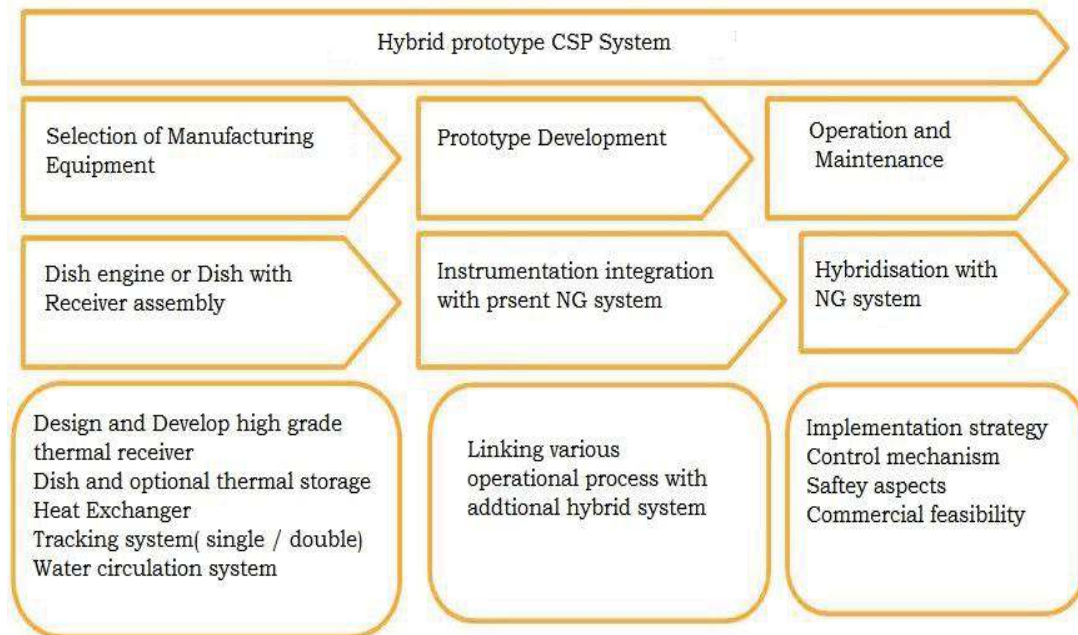 Hybrid prototype CSP System
Selection of Manufacturing
Equipment
Prototype Development
Operation and
Maintenance
Dish engine or Dish with
Receiver assembly
Instrumentation integration
with prsent NG system
Hybridisation with
NG system
Design and Develop high grade
thermal receiver
Dish and optional thermal storage
Heat Exchanger
Tracking system( single / double)
Water circulation system
Linking various
operational process with
addtional hybrid system
Implementation strategy
Control mechanism
Saftey aspects
Commercial feasibility